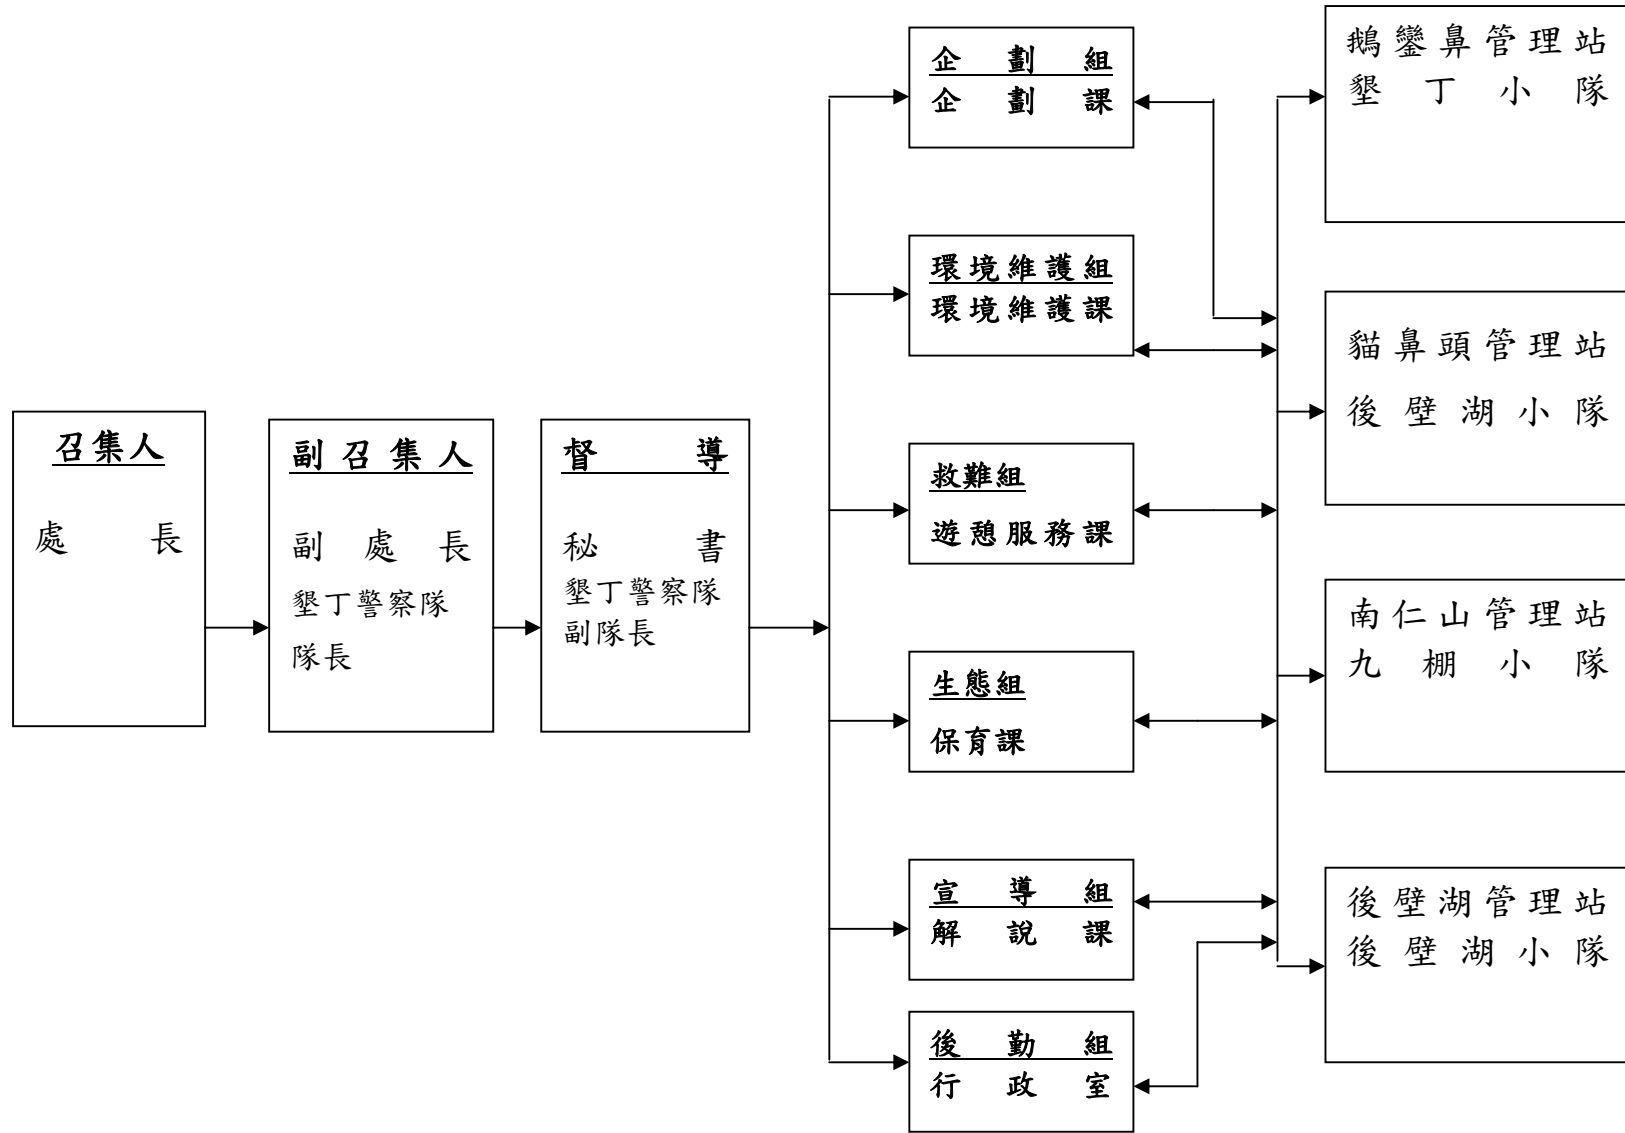 召集人
處長
副召集人
副處長
墾丁警察隊
隊長
督導
秘書
墾丁警察隊
副隊長
企劃組
企劃課
環境維護組
環境維護課
救難組
遊憩服務課
生態組
保育課
宣導組
解說課
後勤組
行政室
鵝鑾鼻管理站
墾丁小隊
貓鼻頭管理站
後壁湖小隊
南仁山管理站
九棚小隊
後壁湖管理站
後壁湖小隊